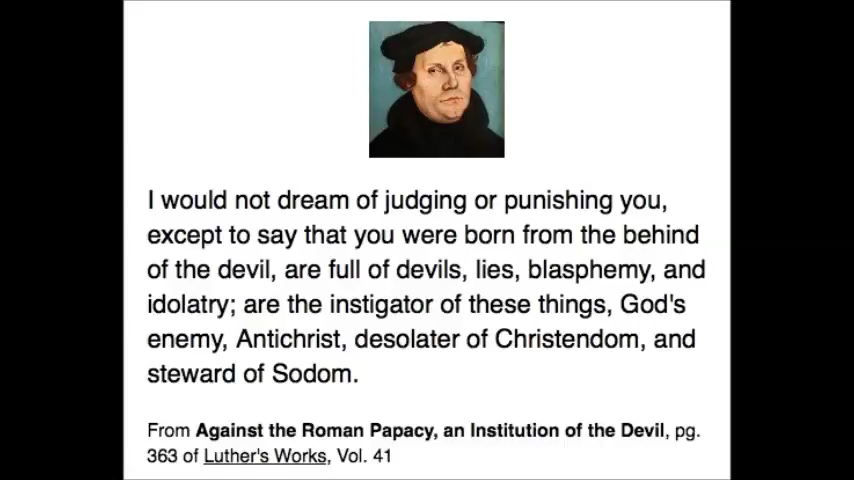 I would not dream of judging or punishing you,
except to say that you were born from the behind
of the devil, are full of devils, lies, blasphemy, and
idolatry; are the instigator of these things, God's
enemy, Antichrist, desolater of Christendom, and
steward of Sodom.
From Against the Roman Papacy, an Institution of the Devil, pg.
363 of Luther's Works, Vol. 41